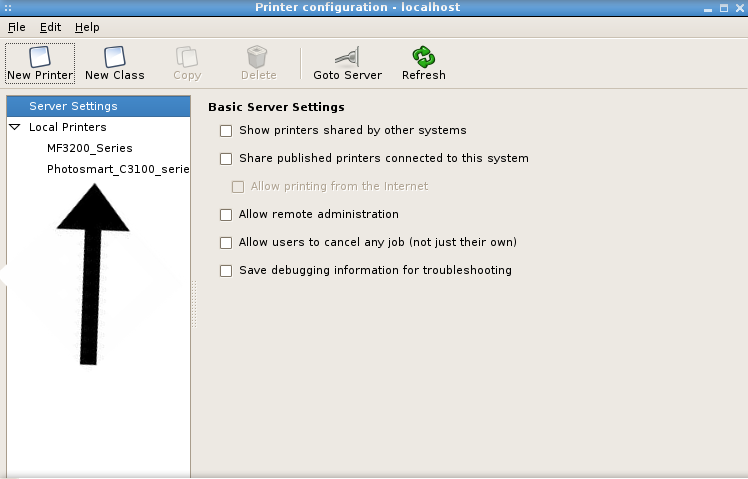 Printer configuration - localhost
File Edit Help
New Printer New Class Copy Delete Goto Server Refresh
Server Settings
Local Printers
MF3200_Series
Photosmart_C3100_serie
Basic Server Settings
Show printers shared by other systems
Share published printers connected to this system
Allow printing from the Internet
Allow remote administration
Allow users to cancel any job (not just their own)
Save debugging information for troubleshooting